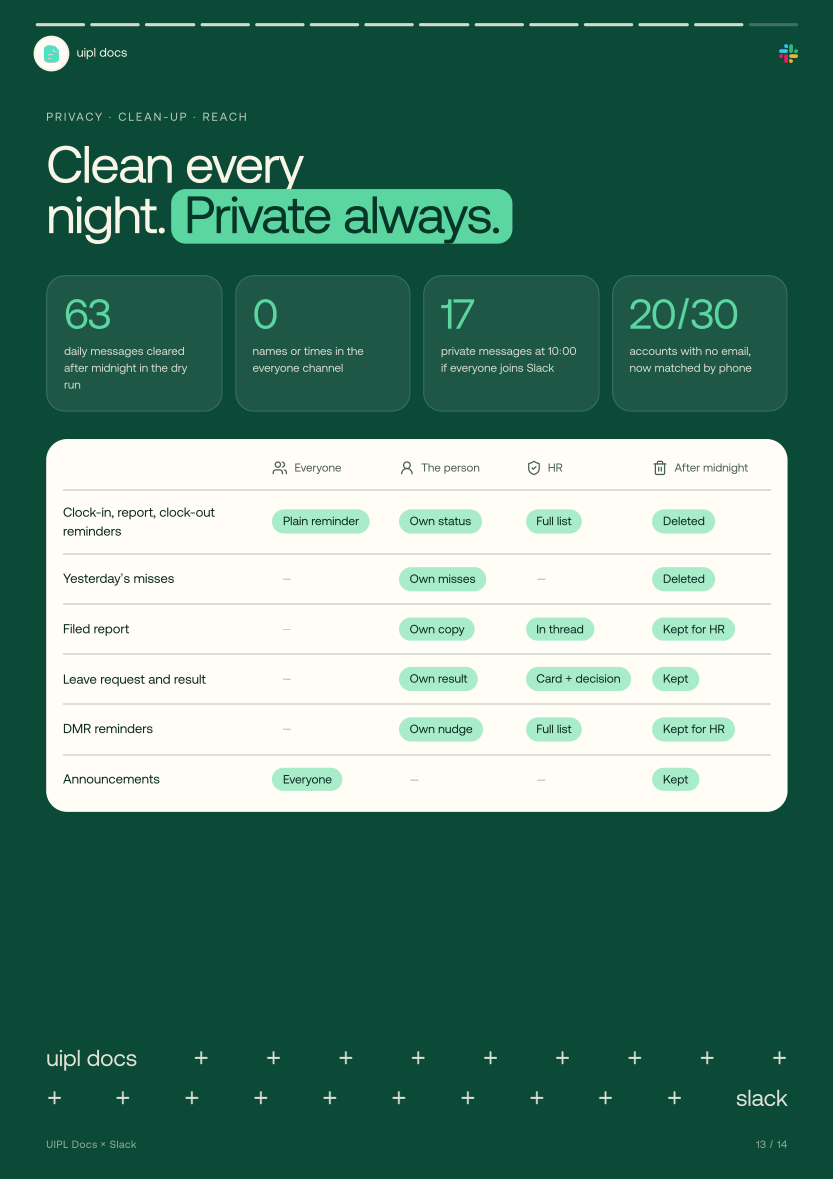 uipl docs
PRIVACY · CLEAN-UP · REACH
Clean every
night. Private always.
63
daily messages cleared
after midnight in the dry
run
0
names or times in the
everyone channel
17
private messages at 10:00
if everyone joins Slack
20/30
accounts with no email,
now matched by phone
Everyone The person HR After midnight
Clock-in, report, clock-out
reminders
Plain reminder Own status Full list Deleted
Yesterday's misses – Own misses – Deleted
Filed report – Own copy In thread Kept for HR
Leave request and result – Own result Card + decision Kept
DMR reminders – Own nudge Full list Kept for HR
Announcements Everyone – – Kept
uipl docs + + + + + + + + +
+ + + + + + + + + + slack
UIPL Docs × Slack 13 / 14